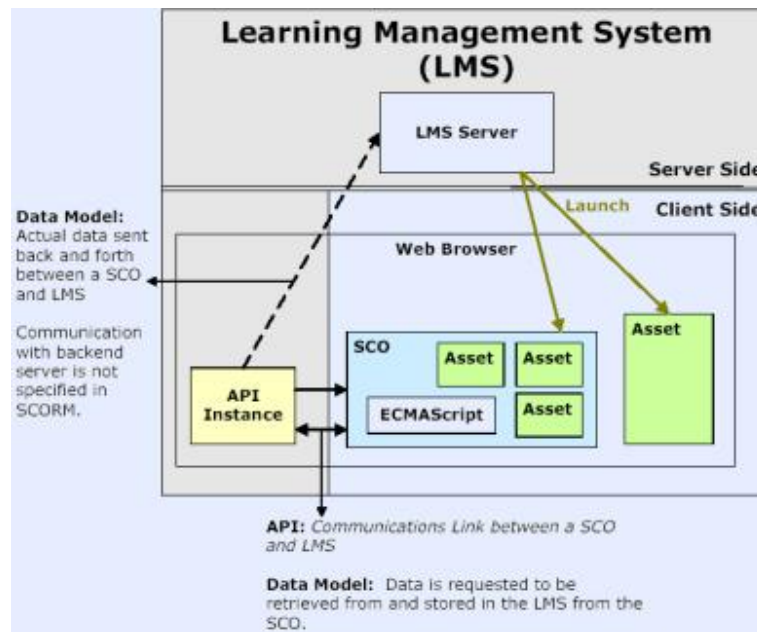 Learning Management System
(LMS)
LMS Server
Server Side
Launch
Client Side
Data Model:
Actual data sent
back and forth
between a SCO
and LMS
Communication
with backend
server is not
specified in
SCORM.
Web Browser
SCO
Asset
Asset
Asset
ECMAScript
Asset
API
Instance
API: Communications Link between a SCO
and LMS
Data Model: Data is requested to be
retrieved from and stored in the LMS from the
SCO.